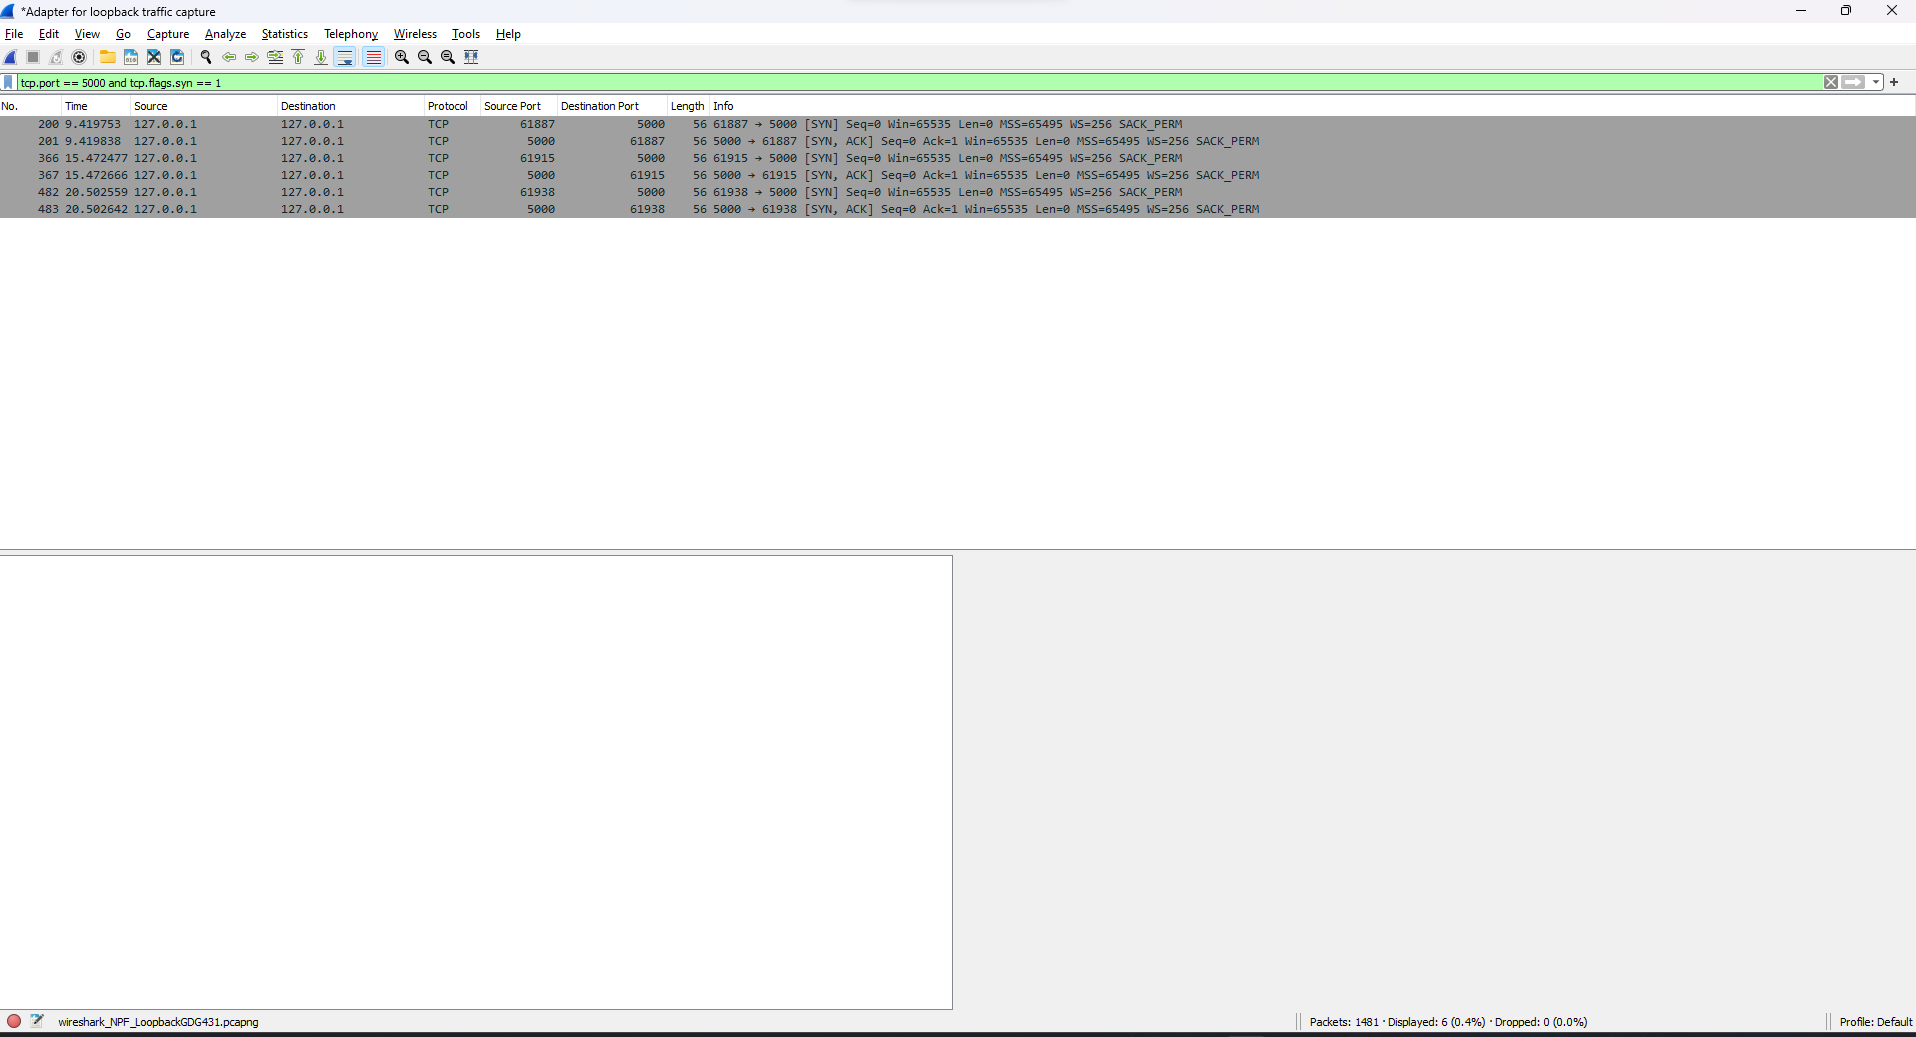 *Adapter for loopback traffic capture
File Edit View Go Capture Analyze Statistics Telephony Wireless Tools Help
tcp.port == 5000 and tcp.flags.syn == 1
No. Time Source Destination Protocol Source Port Destination Port Length Info
200 9.419753 127.0.0.1 127.0.0.1 TCP 61887 5000 56 61887 → 5000 [SYN] Seq=0 Win=65535 Len=0 MSS=65495 WS=256 SACK_PERM
201 9.419838 127.0.0.1 127.0.0.1 TCP 5000 61887 56 5000 → 61887 [SYN, ACK] Seq=0 Ack=1 Win=65535 Len=0 MSS=65495 WS=256 SACK_PERM
366 15.472477 127.0.0.1 127.0.0.1 TCP 61915 5000 56 61915 → 5000 [SYN] Seq=0 Win=65535 Len=0 MSS=65495 WS=256 SACK_PERM
367 15.472666 127.0.0.1 127.0.0.1 TCP 5000 61915 56 5000 → 61915 [SYN, ACK] Seq=0 Ack=1 Win=65535 Len=0 MSS=65495 WS=256 SACK_PERM
482 20.502559 127.0.0.1 127.0.0.1 TCP 61938 5000 56 61938 → 5000 [SYN] Seq=0 Win=65535 Len=0 MSS=65495 WS=256 SACK_PERM
483 20.502642 127.0.0.1 127.0.0.1 TCP 5000 61938 56 5000 → 61938 [SYN, ACK] Seq=0 Ack=1 Win=65535 Len=0 MSS=65495 WS=256 SACK_PERM
wireshark_NPF_LoopbackGDG431.pcapng Packets: 1481 · Displayed: 6 (0.4%) · Dropped: 0 (0.0%) Profile: Default